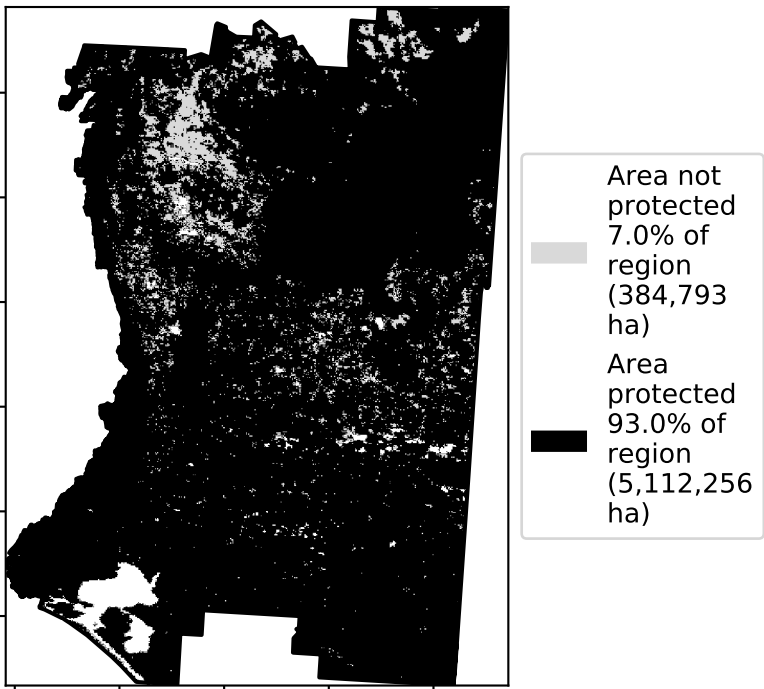 Area not
protected
7.0% of
region
(384,793
ha)
Area
protected
93.0% of
region
(5,112,256
ha)